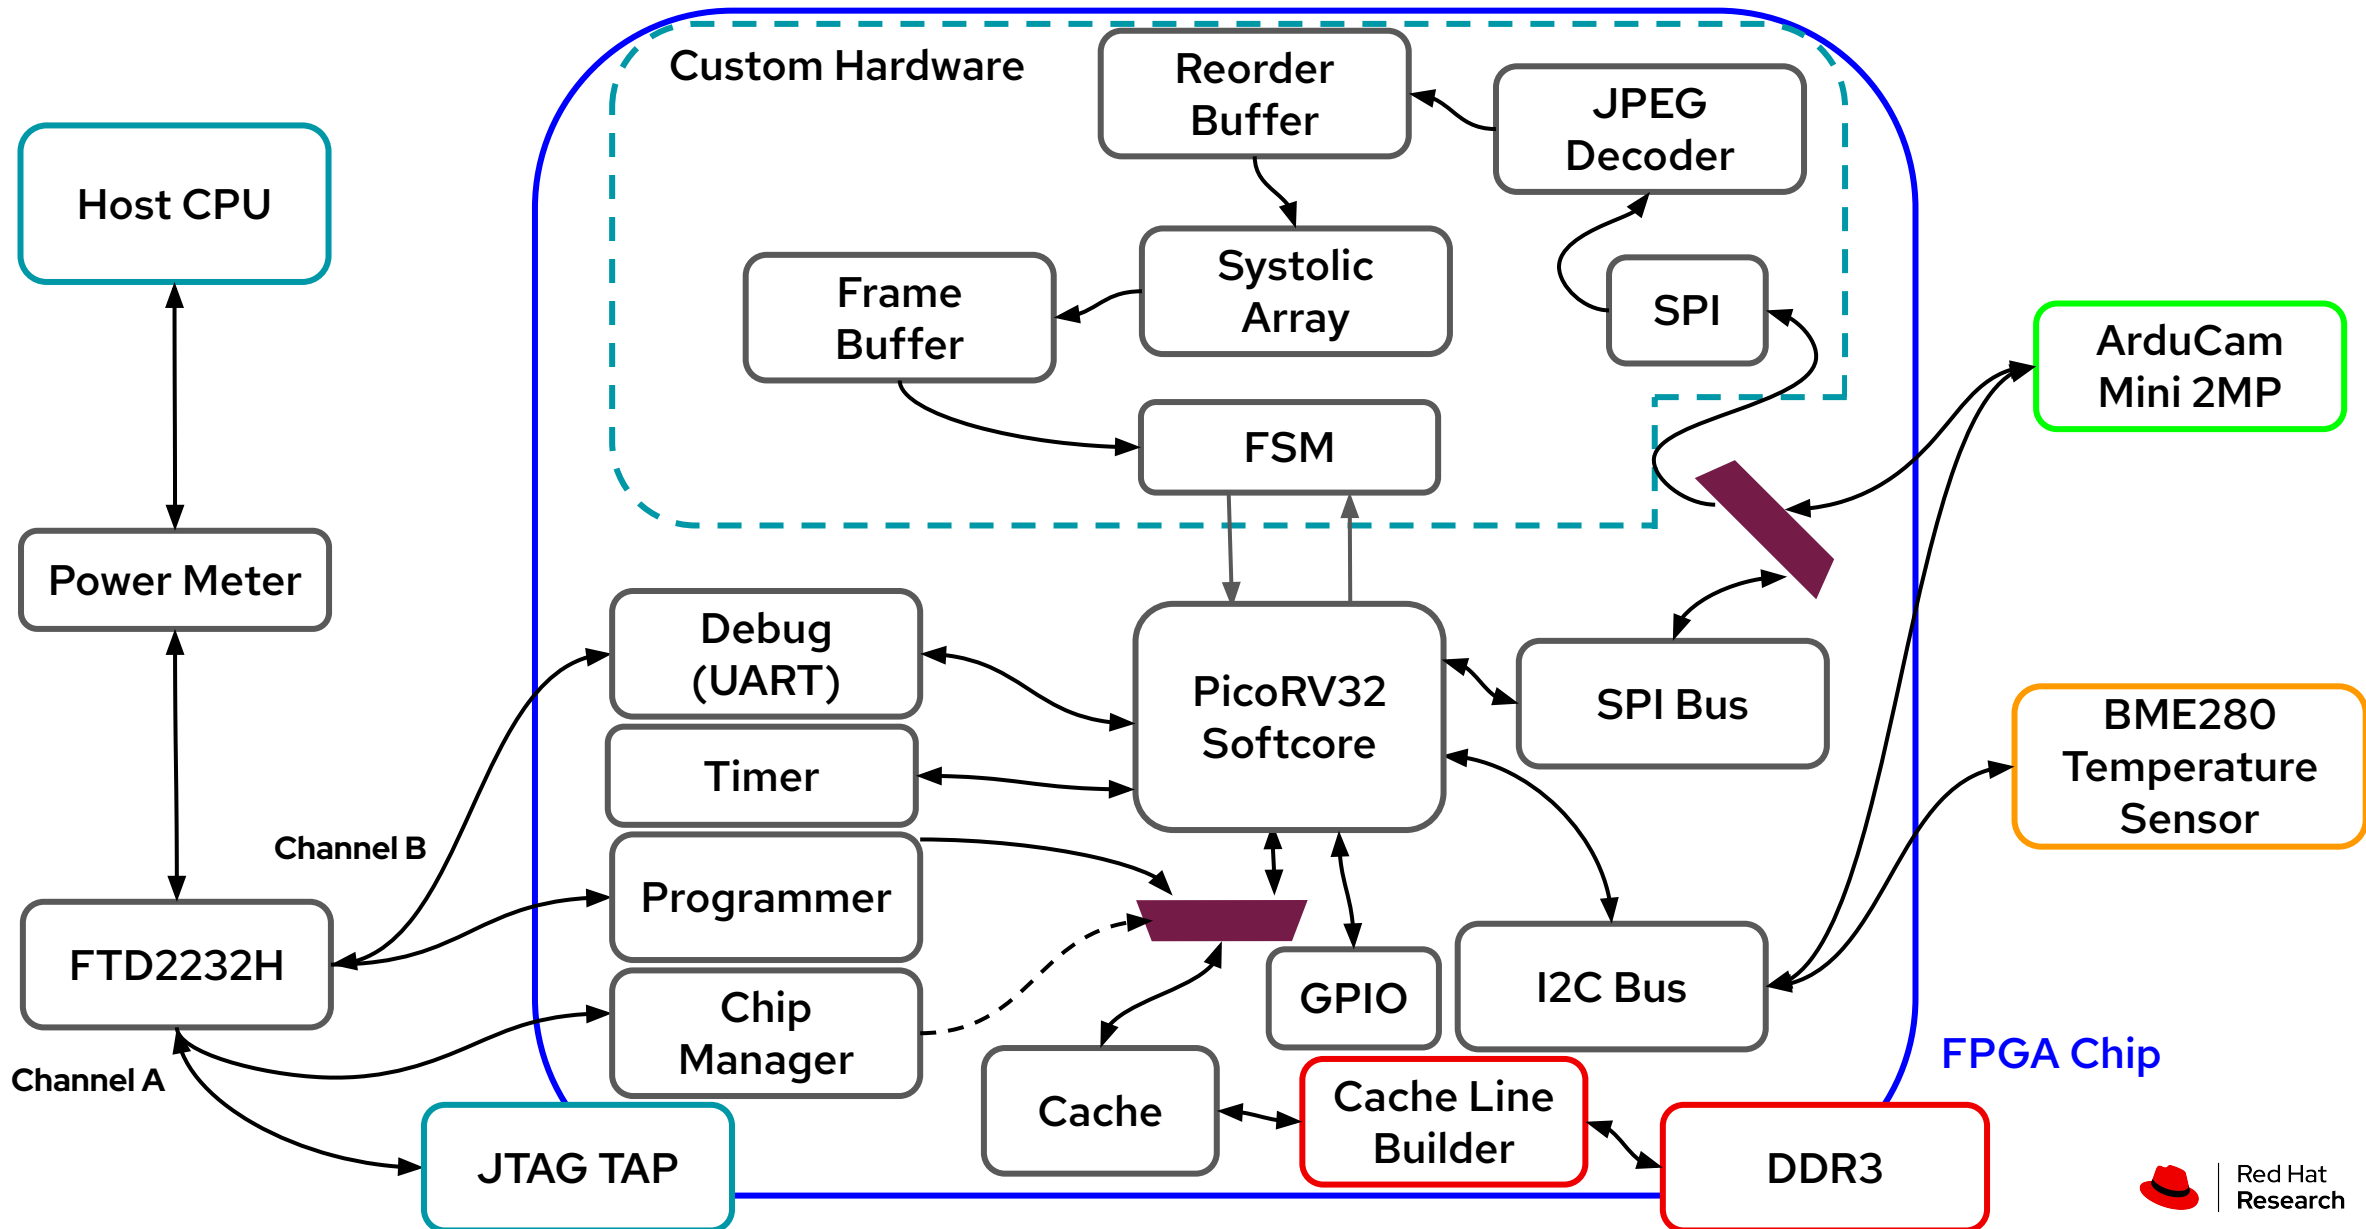 Custom Hardware
Reorder
Buffer
JPEG
Decoder
Host CPU
Systolic
Array
Frame
Buffer
SPI
ArduCam
Mini 2MP
FSM
Power Meter
Debug
(UART)
PicoRV32
Softcore
SPI Bus
BME280
Temperature
Sensor
Timer
Channel B
Programmer
FTD2232H
GPIO
I2C Bus
Chip
Manager
Channel A
FPGA Chip
Cache
Cache Line
Builder
JTAG TAP
DDR3
Red Hat
Research